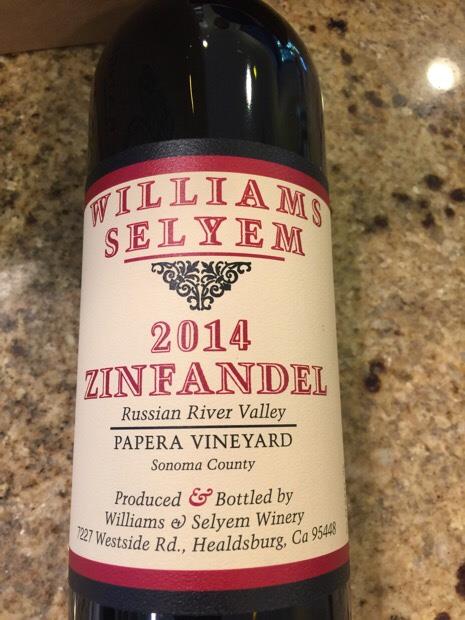 WILLIAMS
SELYEM
2014
ZINFANDEL
Russian River Valley
PAPERA VINEYARD
Sonoma County
Produced & Bottled by
Williams & Selyem Winery
7227 Westside Rd., Healdsburg, Ca 95448